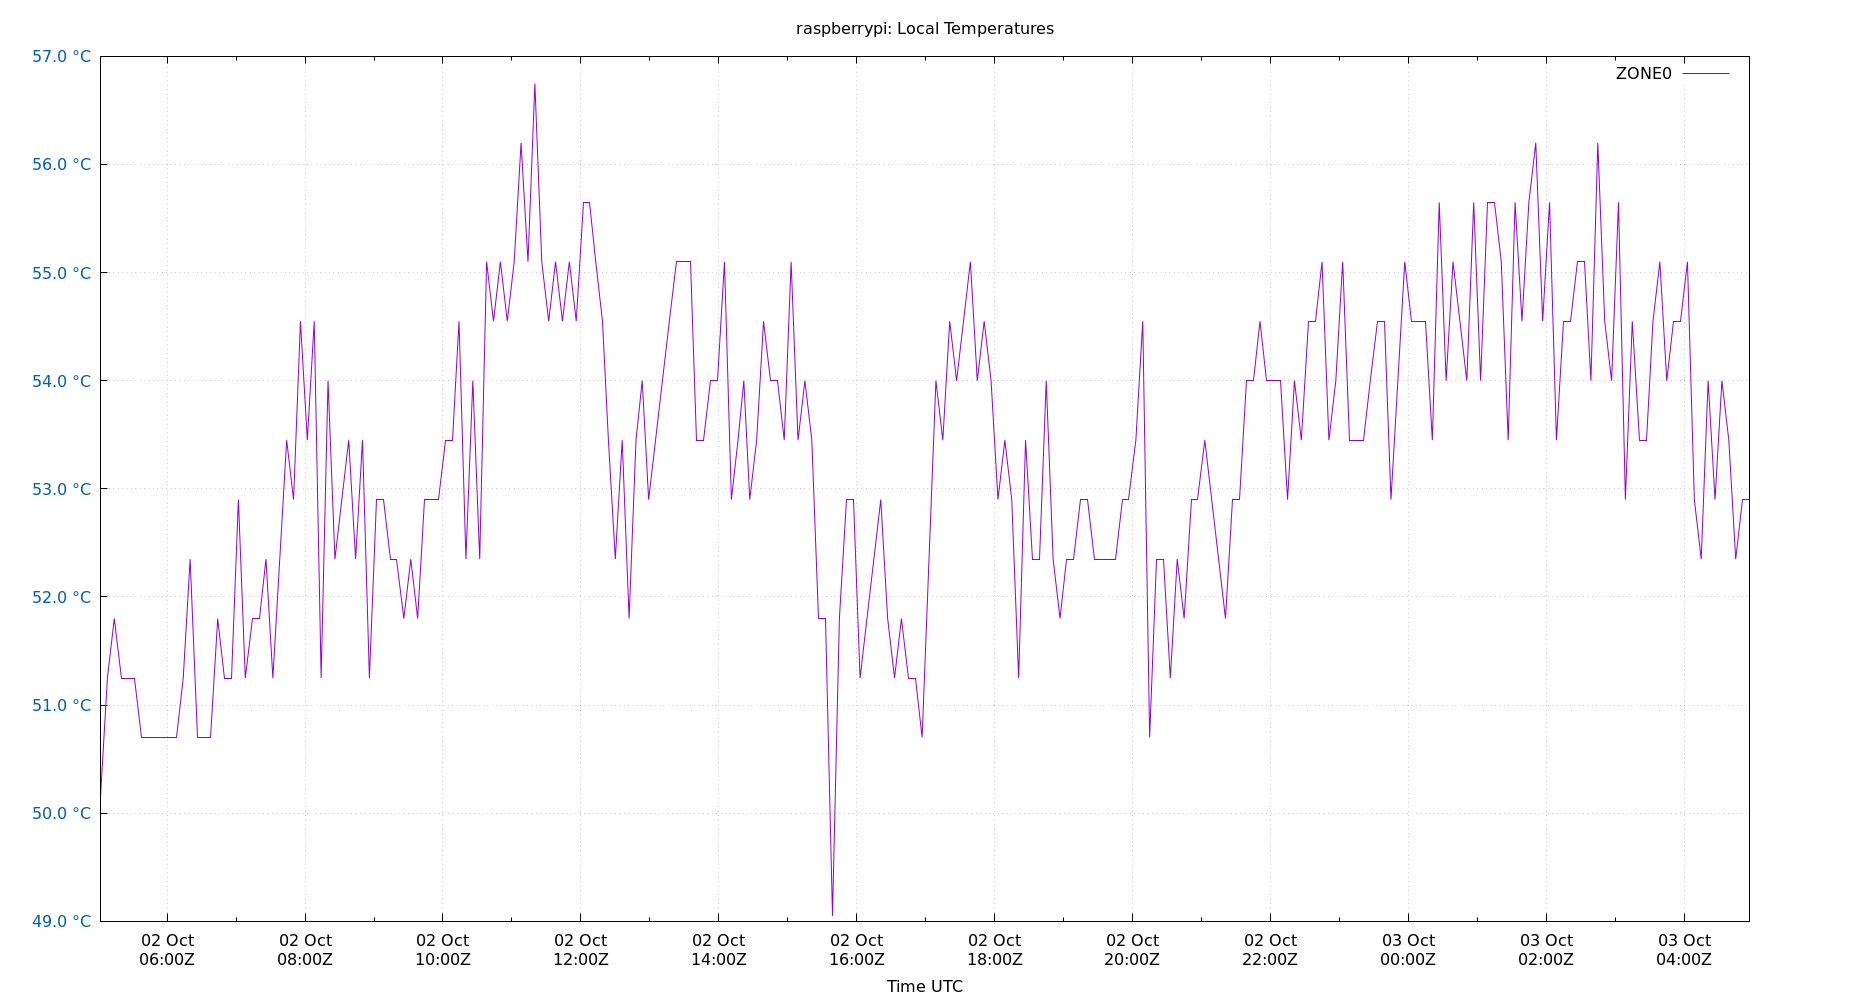 raspberrypi: Local Temperatures
57.0 °C
ZONE0
56.0 °C
55.0 °C
54.0 °C
53.0 °C
52.0 °C
51.0 °C
50.0 °C
49.0 °C
02 Oct 02 Oct 02 Oct 02 Oct 02 Oct 02 Oct 02 Oct 02 Oct 02 Oct 03 Oct 03 Oct 03 Oct
06:00Z 08:00Z 10:00Z 12:00Z 14:00Z 16:00Z 18:00Z 20:00Z 22:00Z 00:00Z 02:00Z 04:00Z
Time UTC